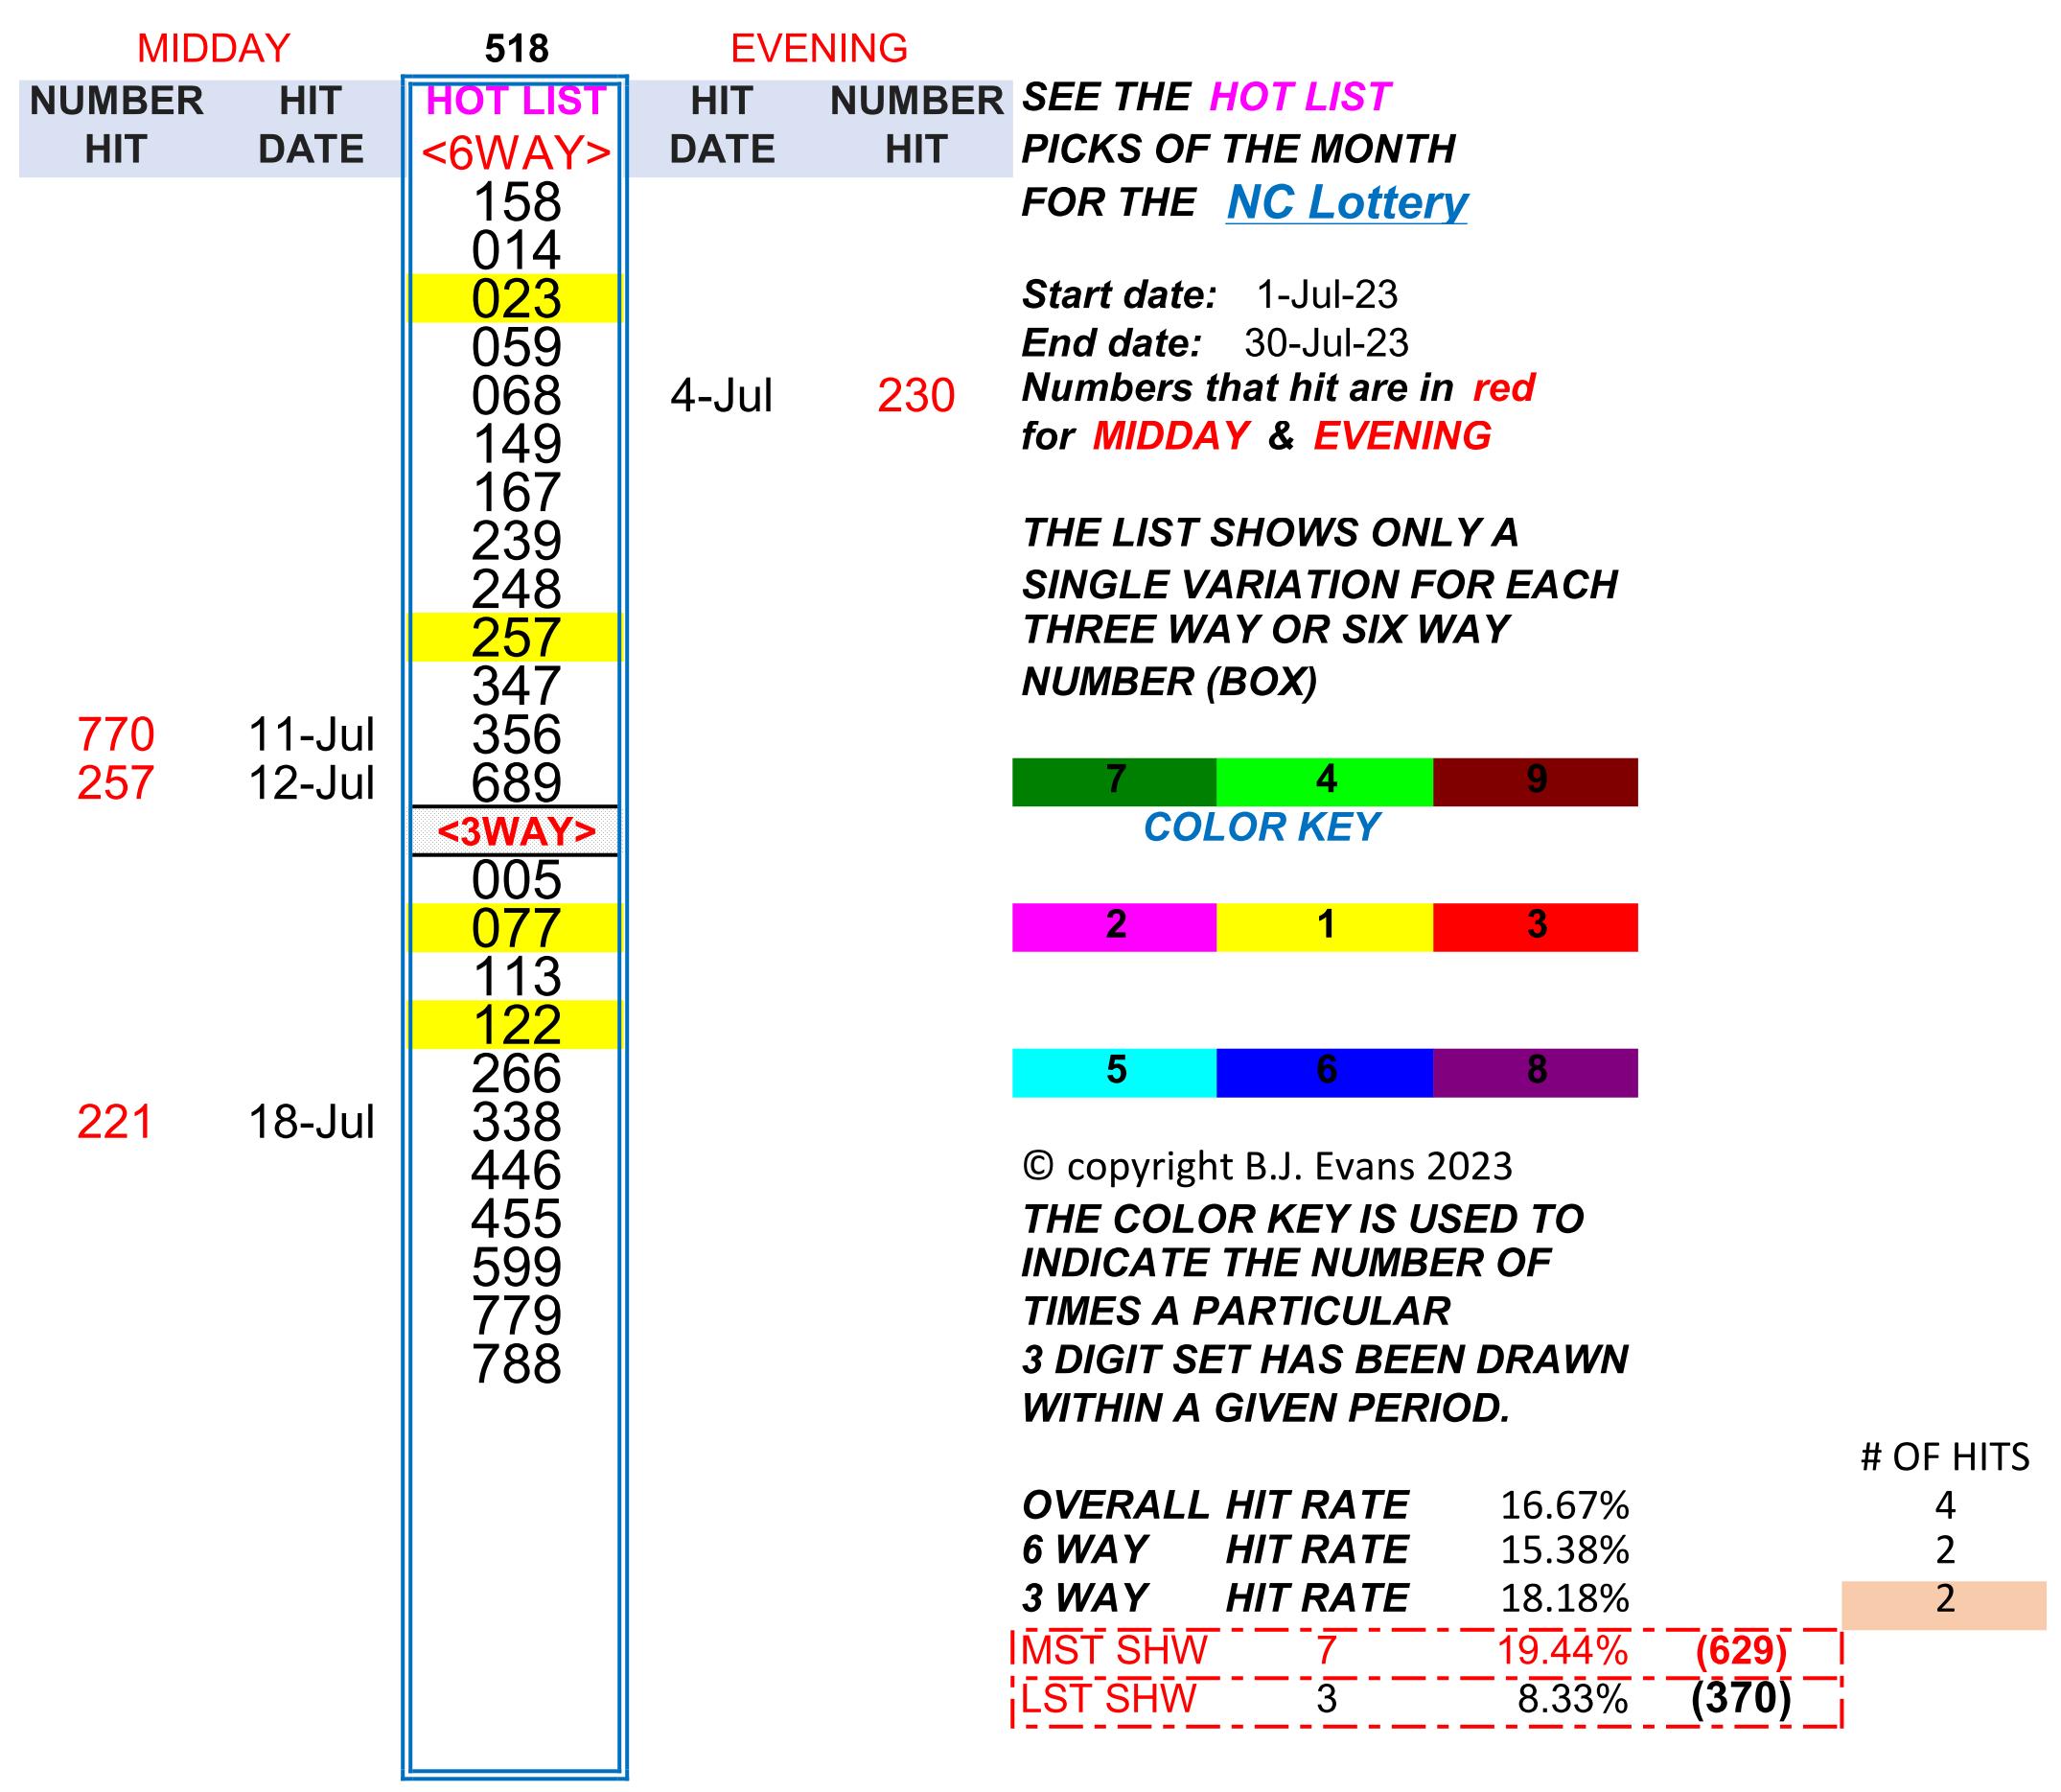 MIDDAY 518 EVENING
NUMBER HIT HOT LIST HIT NUMBER SEE THE HOT LIST
HIT DATE <6WAY> DATE HIT PICKS OF THE MONTH
158 FOR THE NC Lottery
014
023 Start date: 1-Jul-23
059 End date: 30-Jul-23
068 4-Jul 230 Numbers that hit are in red
149 for MIDDAY & EVENING
167
239 THE LIST SHOWS ONLY A
248 SINGLE VARIATION FOR EACH
257 THREE WAY OR SIX WAY
347 NUMBER (BOX)
770 11-Jul 356
257 12-Jul 689 7 4 9
<3WAY> COLOR KEY
005
077 2 1 3
113
122
266 5 6 8
221 18-Jul 338
446 © copyright B.J. Evans 2023
455 THE COLOR KEY IS USED TO
599 INDICATE THE NUMBER OF
779 TIMES A PARTICULAR
788 3 DIGIT SET HAS BEEN DRAWN
WITHIN A GIVEN PERIOD.
# OF HITS
OVERALL HIT RATE 16.67% 4
6 WAY HIT RATE 15.38% 2
3 WAY HIT RATE 18.18% 2
MST SHW 7 19.44% (629)
LST SHW 3 8.33% (370)